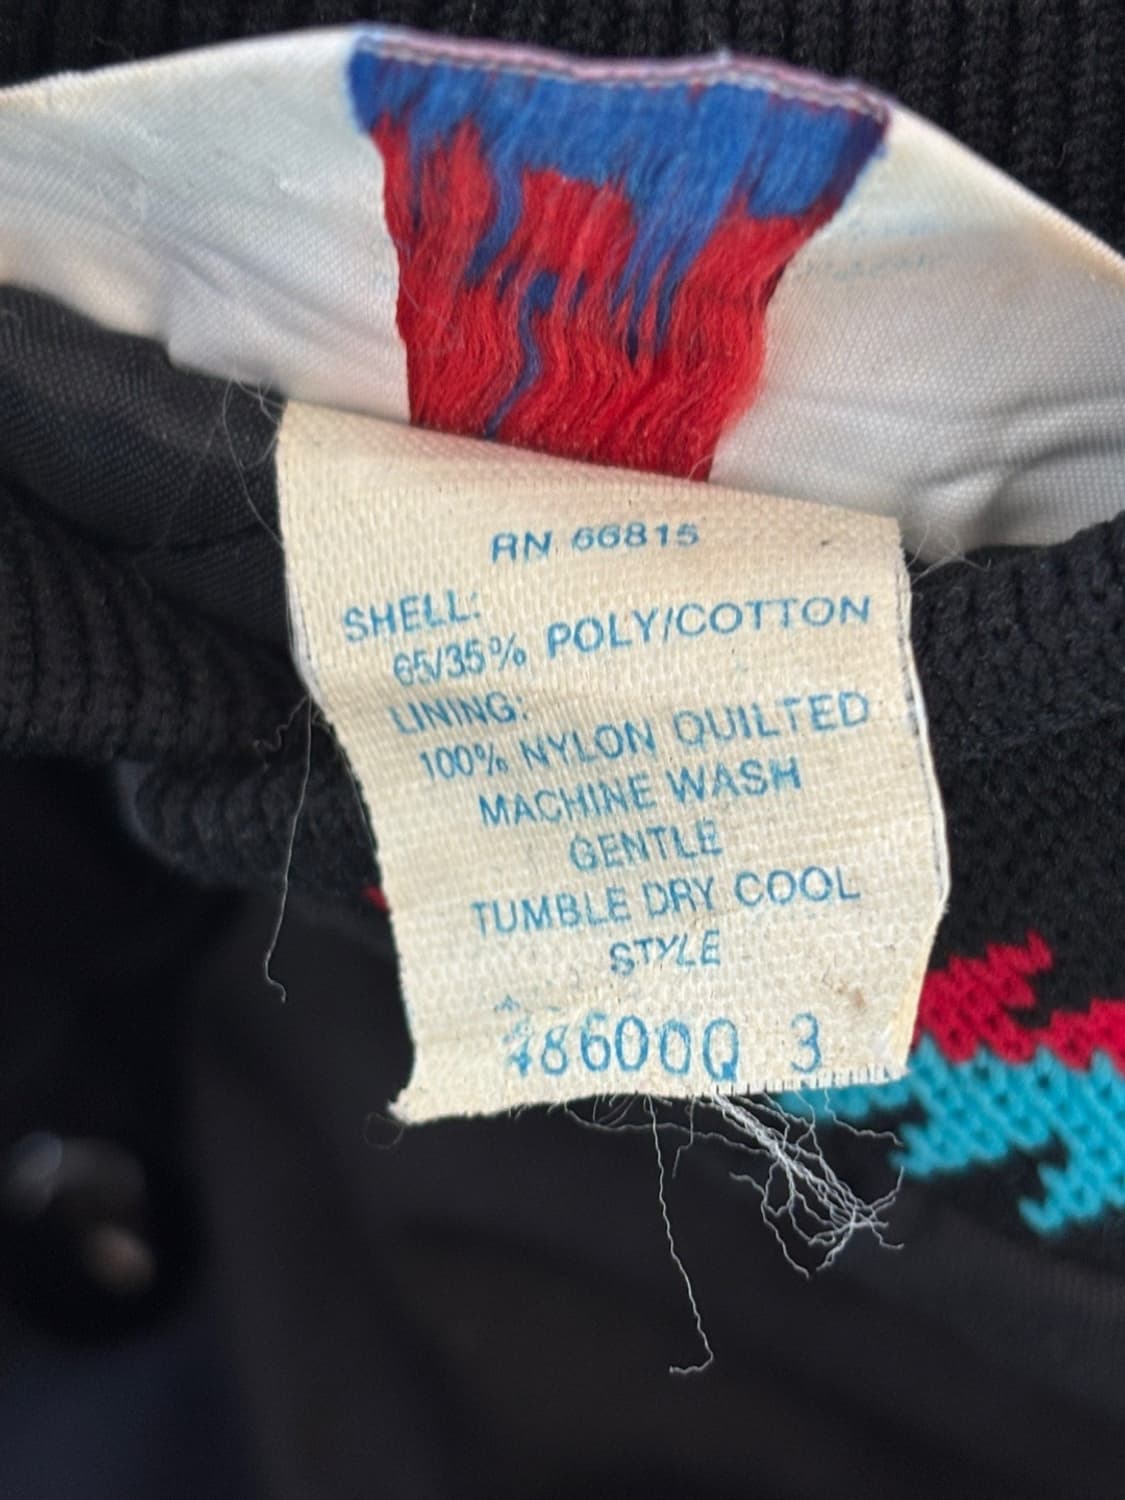 RN 66815
SHELL:
65/35% POLY/COTTON
LINING:
100% NYLON QUILTED
MACHINE WASH
GENTLE
TUMBLE DRY COOL
STYLE
48600Q 3